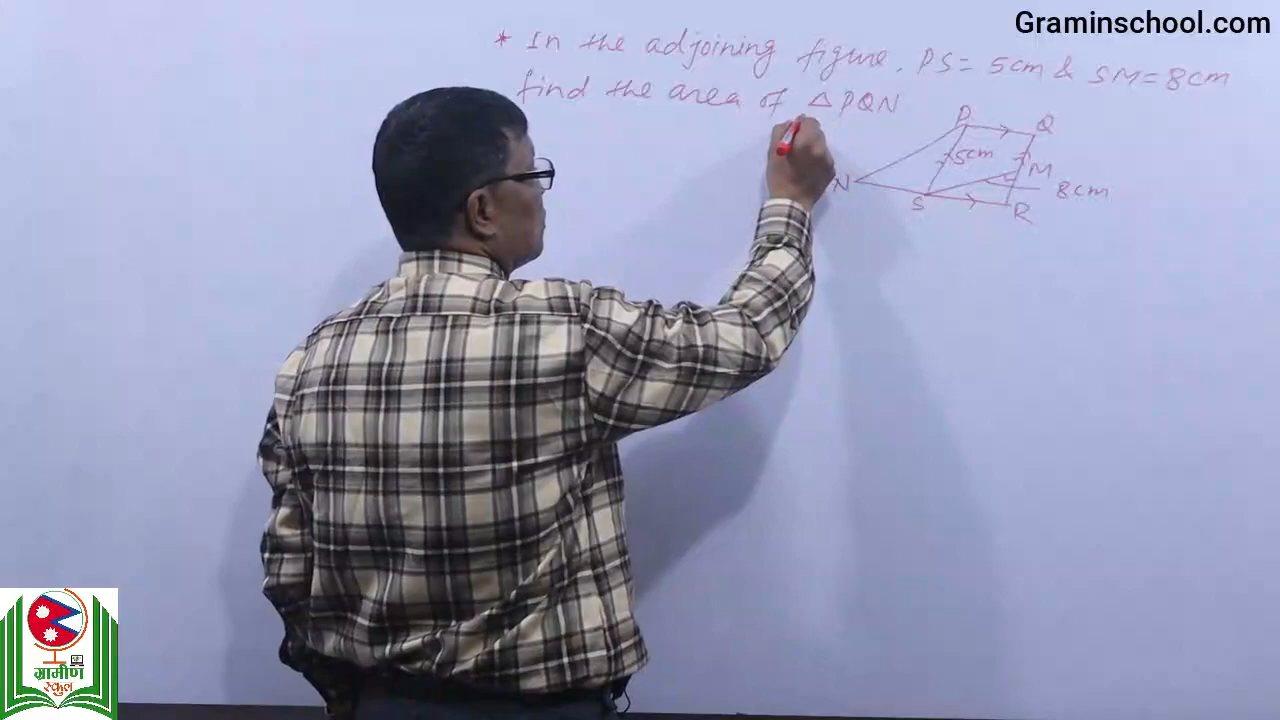 Graminschool.com
* In the adjoining figure, PS = 5cm & SM = 8cm
find the area of △PQN
P
Q
5cm
M
N
8cm
S
R
ग्रामीण
स्कुल